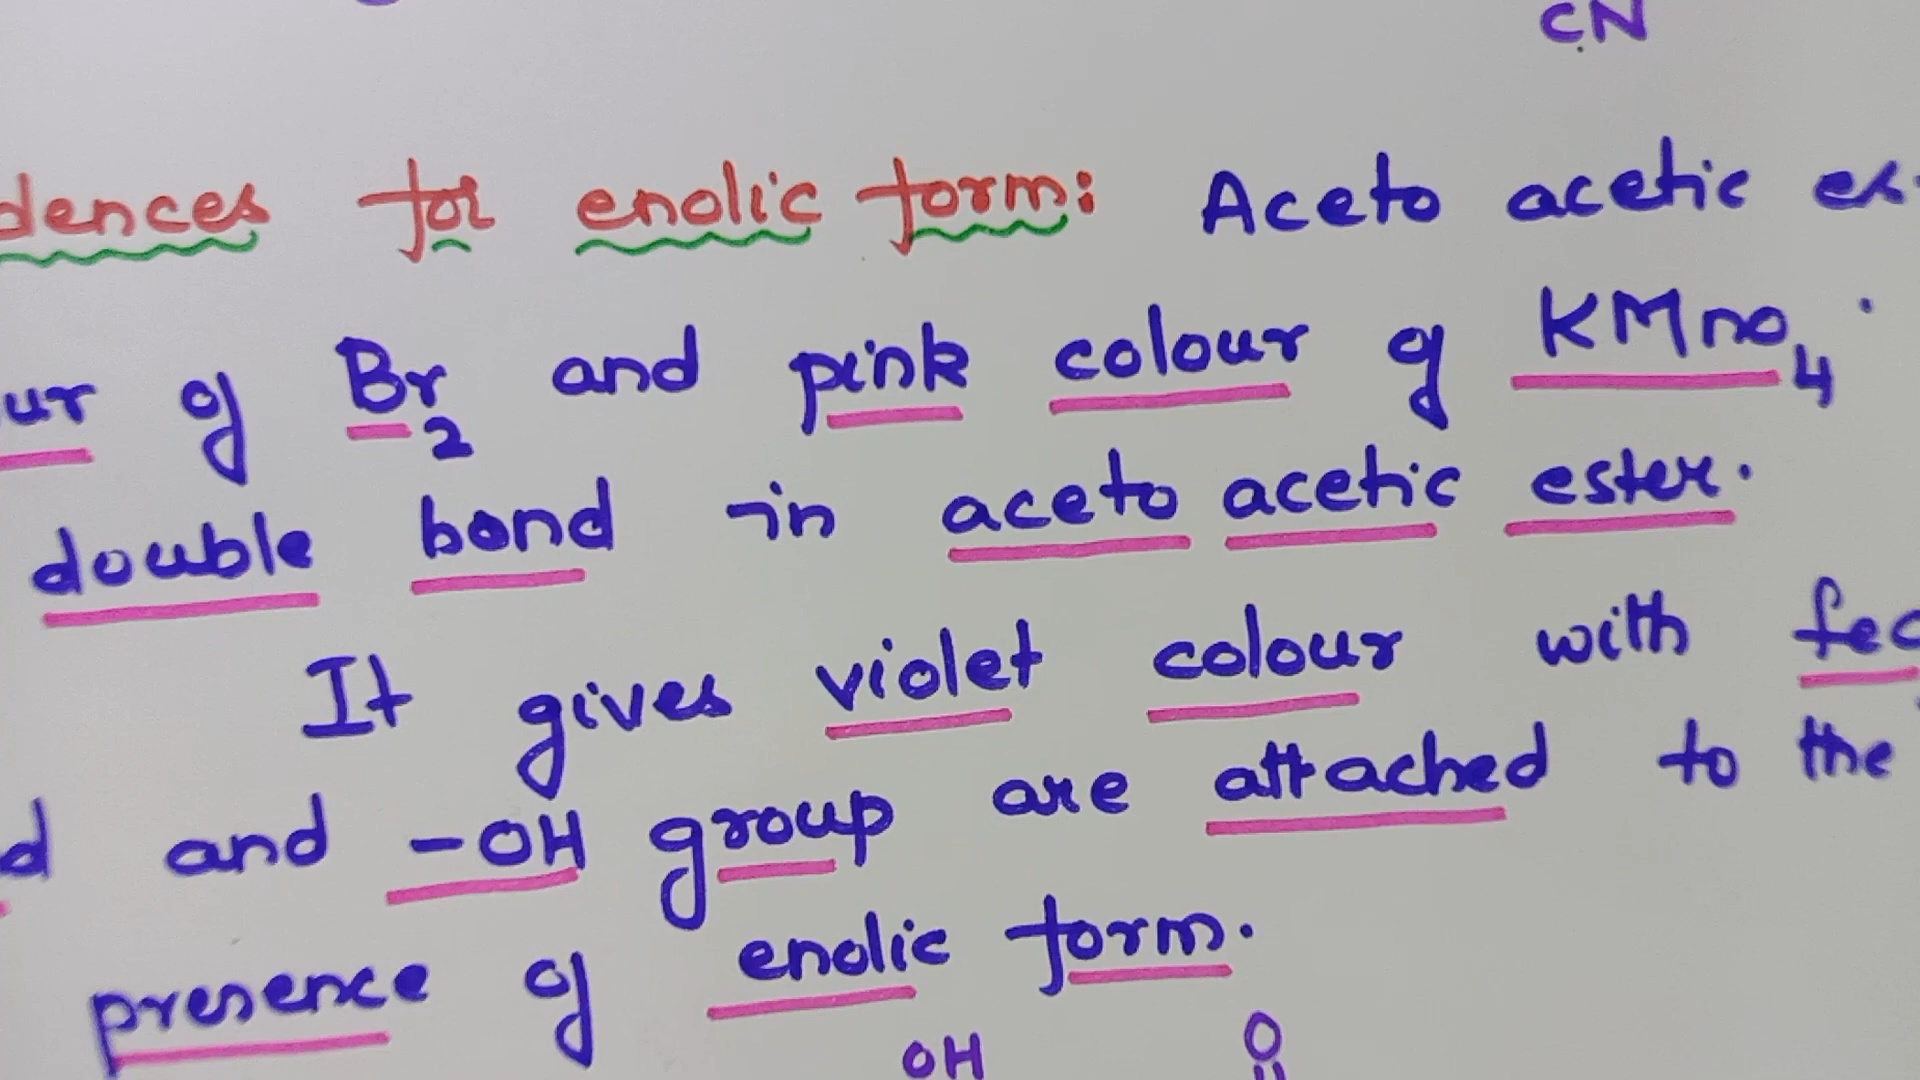 CN
dences for enolic form: Aceto acetic es
ur of Br2 and pink colour of KMnO4.
double bond in aceto acetic ester.
It gives violet colour with fec
d and -OH group are attached to the
presence of enolic form.
OH O